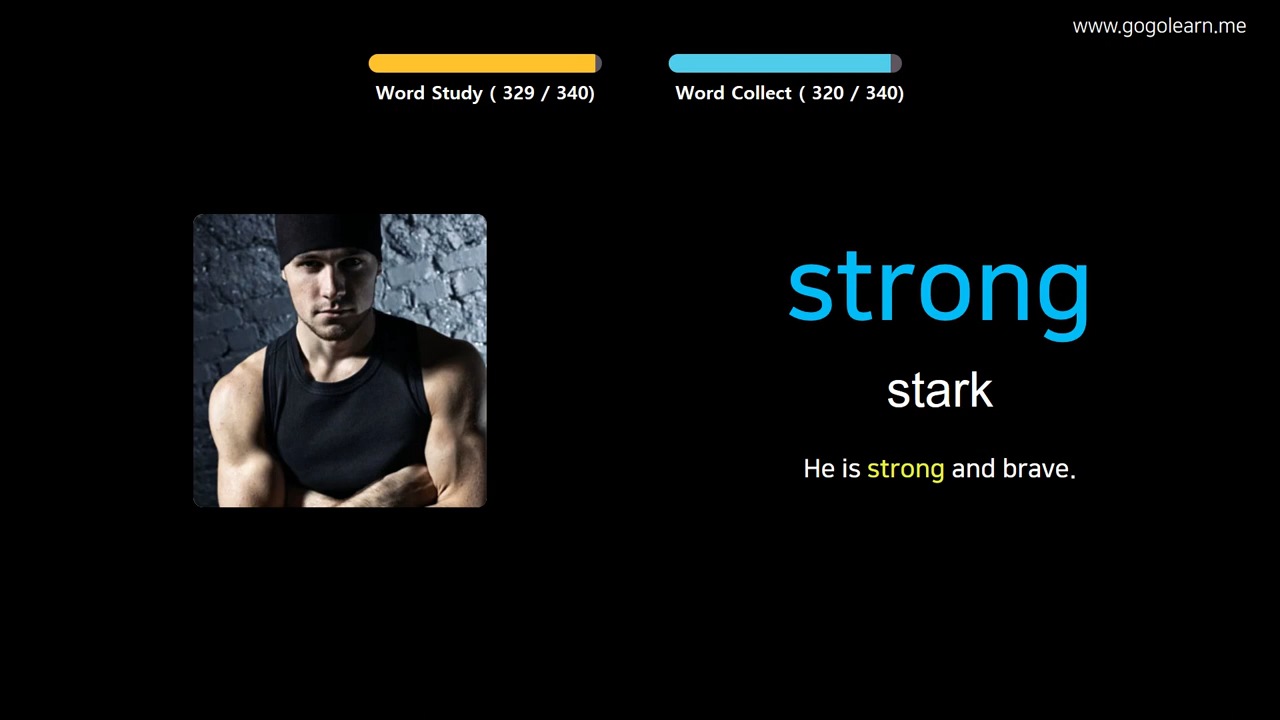 www.gogolearn.me
Word Study ( 329 / 340)
Word Collect ( 320 / 340)
strong
stark
He is strong and brave.